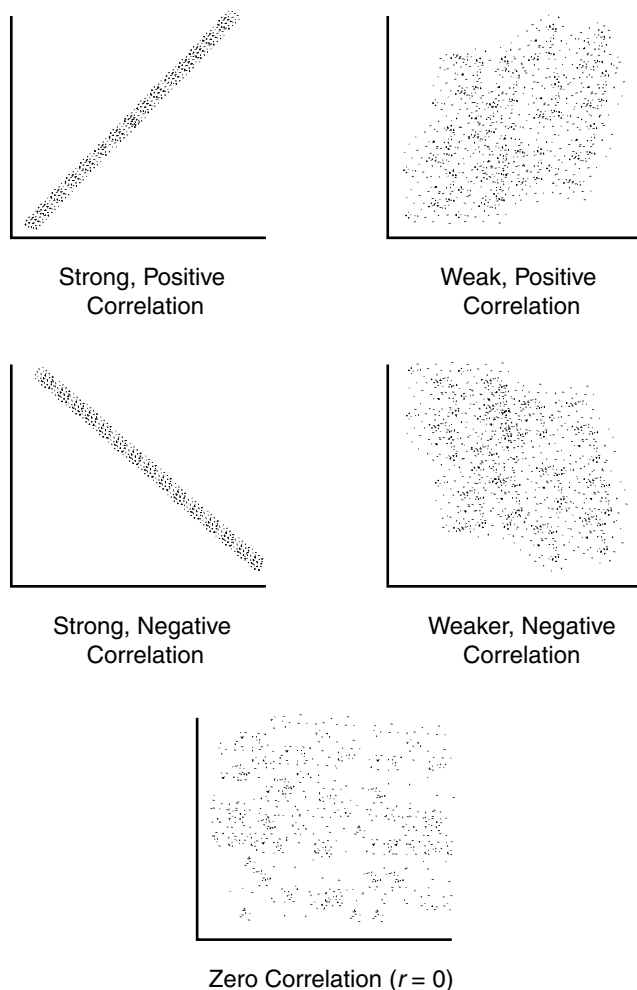 Strong, Positive
Correlation
Weak, Positive
Correlation
Strong, Negative
Correlation
Weaker, Negative
Correlation
Zero Correlation (r = 0)